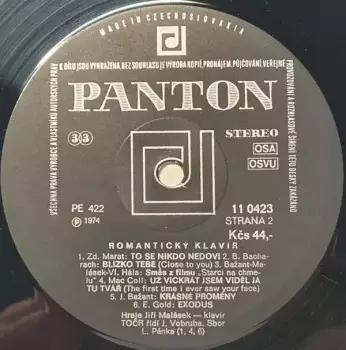 MADE IN CZECHOSLOVAKIA
K DÍLU JSOU VYHRAŽENA, BEZ SOUHLASU JE VÝROBA KOPIÍ, PRONÁJEM, PŮJČOVÁNÍ, VEŘEJNÉ
PROVOZOVÁNÍ A ROZHLASOVÉ ŠÍŘENÍ TÉTO DESKY ZAKÁZÁNO
VŠECHNA PRÁVA VÝROBCE A VLASTNÍKŮ AUTORSKÝCH PRÁV
PANTON
33
STEREO
OSA
OSVU
PE 422
℗ 1974
11 0423
STRANA 2
Kčs 44,-
ROMANTICKÝ KLAVÍR
1. Zd. Marat: TO SE NIKDO NEDOVÍ 2. B. Bacha-
rach: BLÍZKO TEBE (Close to you) 3. Bažant-Ma-
lásek-Vl. Hála: Směs z filmu „Starci na chme-
lu" 4. Mac Coll: UŽ VÍCKRÁT JSEM VIDĚL JÁ
TU TVÁŘ (The first time I ever saw your face)
5. J. Bažant: KRÁSNÉ PROMĚNY
6. E. Gold: EXODUS
Hraje Jiří Malásek — klavír
TOČR řídí J. Vobruba. Sbor
L. Pánka (1, 4, 6)